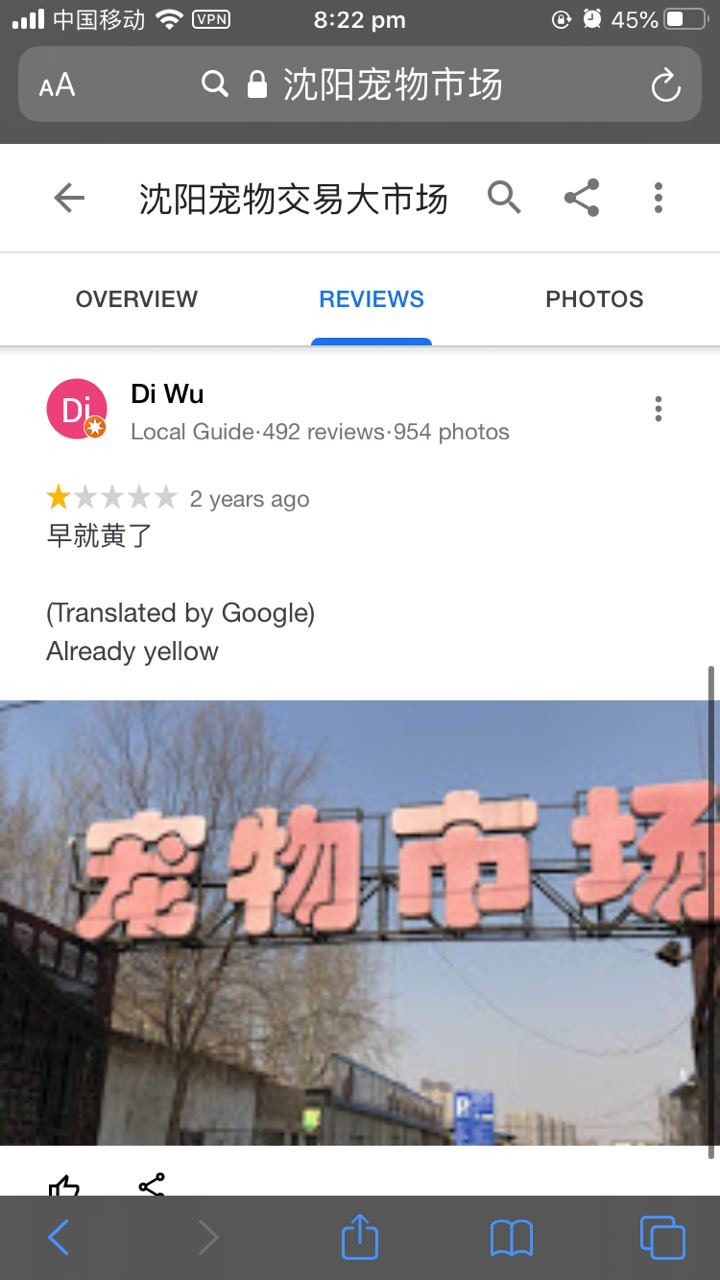 中国移动 VPN 8:22 pm 45%
AA 沈阳宠物市场
沈阳宠物交易大市场
OVERVIEW REVIEWS PHOTOS
Di
Di Wu
Local Guide·492 reviews·954 photos
2 years ago
早就黄了
(Translated by Google)
Already yellow
宠物市场
P